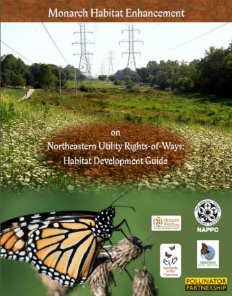 Monarch Habitat Enhancement
on
Northeastern Utility Rights-of-Ways:
Habitat Development Guide
NAPPC
POLLINATOR
PARTNERSHIP